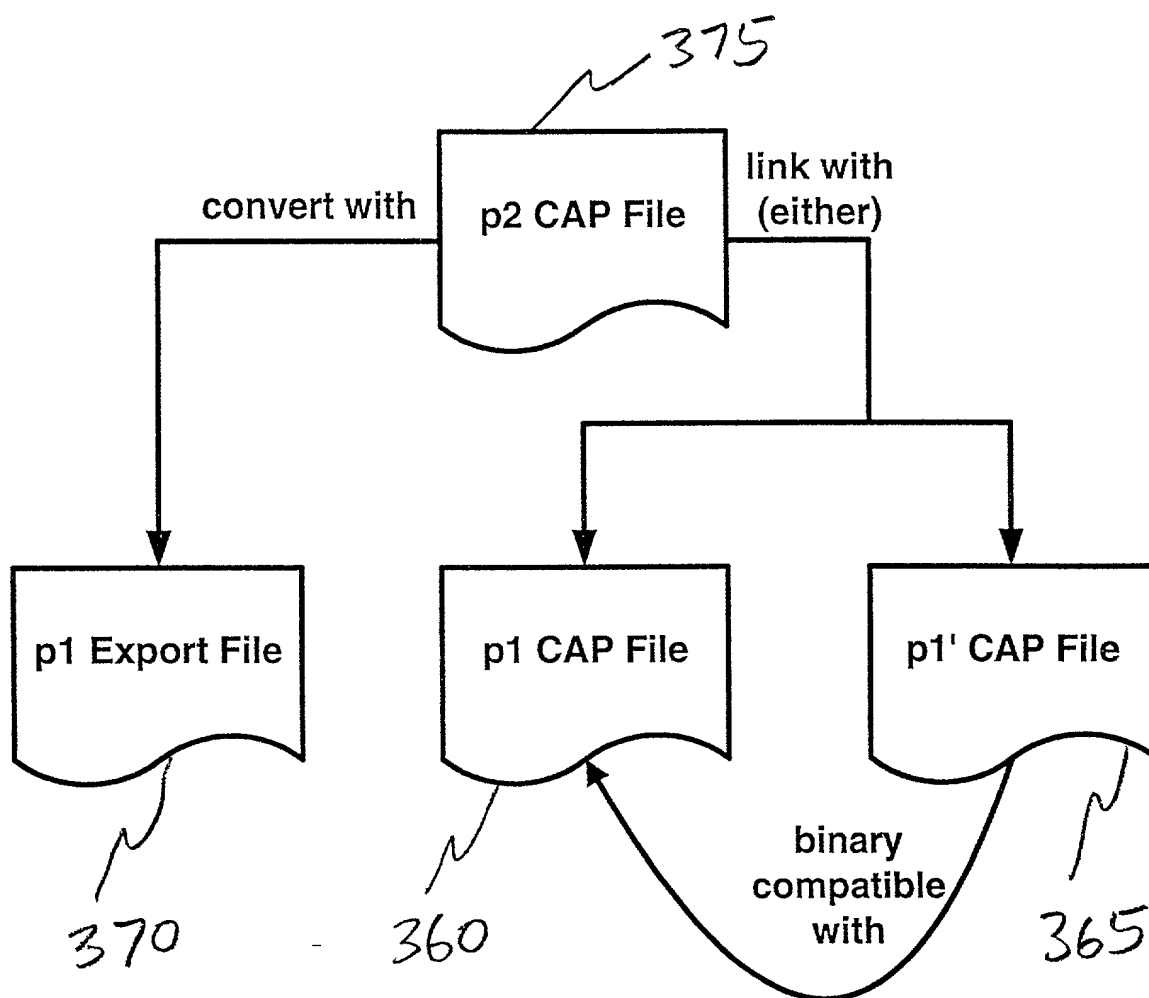 375
convert with
p2 CAP File
link with
(either)
p1 Export File
p1 CAP File
p1' CAP File
binary
compatible
with
370
360
365